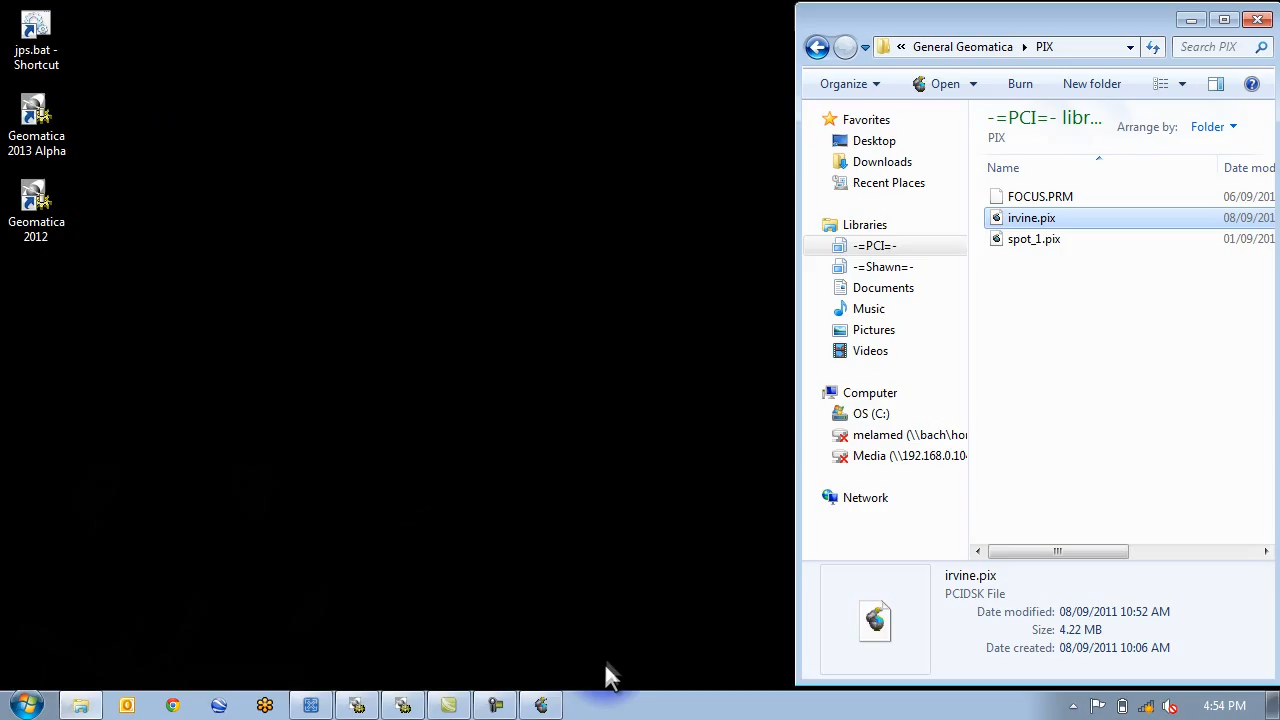 jps.bat -
Shortcut
Geomatica
2013 Alpha
Geomatica
2012
« General Geomatica PIX
Search PIX
Organize Open Burn New folder
Favorites
Desktop
Downloads
Recent Places
Libraries
-=PCI=-
-=Shawn=-
Documents
Music
Pictures
Videos
Computer
OS (C:)
melamed (\\bach\hor
Media (\\192.168.0.104
Network
-=PCI=- libr...
PIX
Arrange by: Folder
Name Date mod
FOCUS.PRM 06/09/201
irvine.pix 08/09/201
spot_1.pix 01/09/201
irvine.pix
PCIDSK File
Date modified: 08/09/2011 10:52 AM
Size: 4.22 MB
Date created: 08/09/2011 10:06 AM
4:54 PM